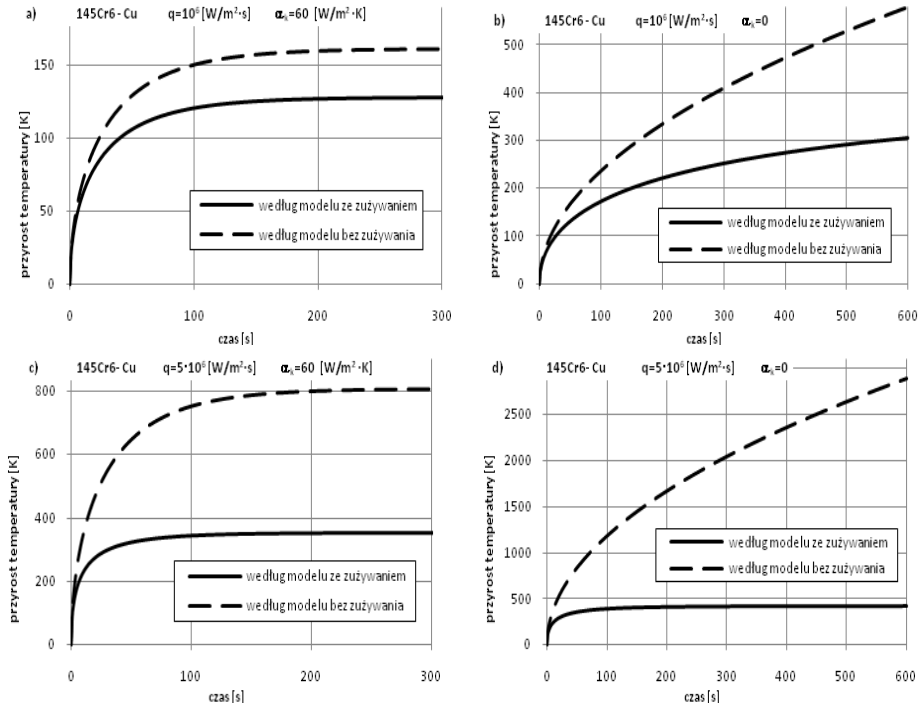 a) 145Cr6 - Cu q=10⁶ [W/m²·s] αₖ=60 [W/m²·K]
przyrost temperatury [K]
150
100
50
0
według modelu ze zużywaniem
według modelu bez zużywania
0 100 200 300
czas[s]
b) 145Cr6 - Cu q=10⁶ [W/m²·s] αₖ=0
przyrost temperatury [K]
500
400
300
200
100
0
według modelu ze zużywaniem
według modelu bez zużywania
0 100 200 300 400 500 600
czas[s]
c) 145Cr6 - Cu q=5·10⁶ [W/m²·s] αₖ=60 [W/m²·K]
przyrost temperatury [K]
800
600
400
200
0
według modelu ze zużywaniem
według modelu bez zużywania
0 100 200 300
czas[s]
d) 145Cr6 - Cu q=5·10⁶ [W/m²·s] αₖ=0
przyrost temperatury [K]
2500
2000
1500
1000
500
0
według modelu ze zużywaniem
według modelu bez zużywania
0 100 200 300 400 500 600
czas[s]